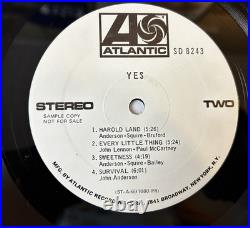 ATLANTIC
SD 8243
YES
STEREO
TWO
SAMPLE COPY
NOT FOR SALE
1. HAROLD LAND (5:26)
Anderson-Squire-Bruford
2. EVERY LITTLE THING (5:24)
John Lennon-Paul McCartney
3. SWEETNESS (4:19)
Anderson-Squire-Bailey
4. SURVIVAL (6:01)
John Anderson
MFG. BY ATLANTIC RECORDING 1841 BROADWAY, NEW YORK, N.Y.